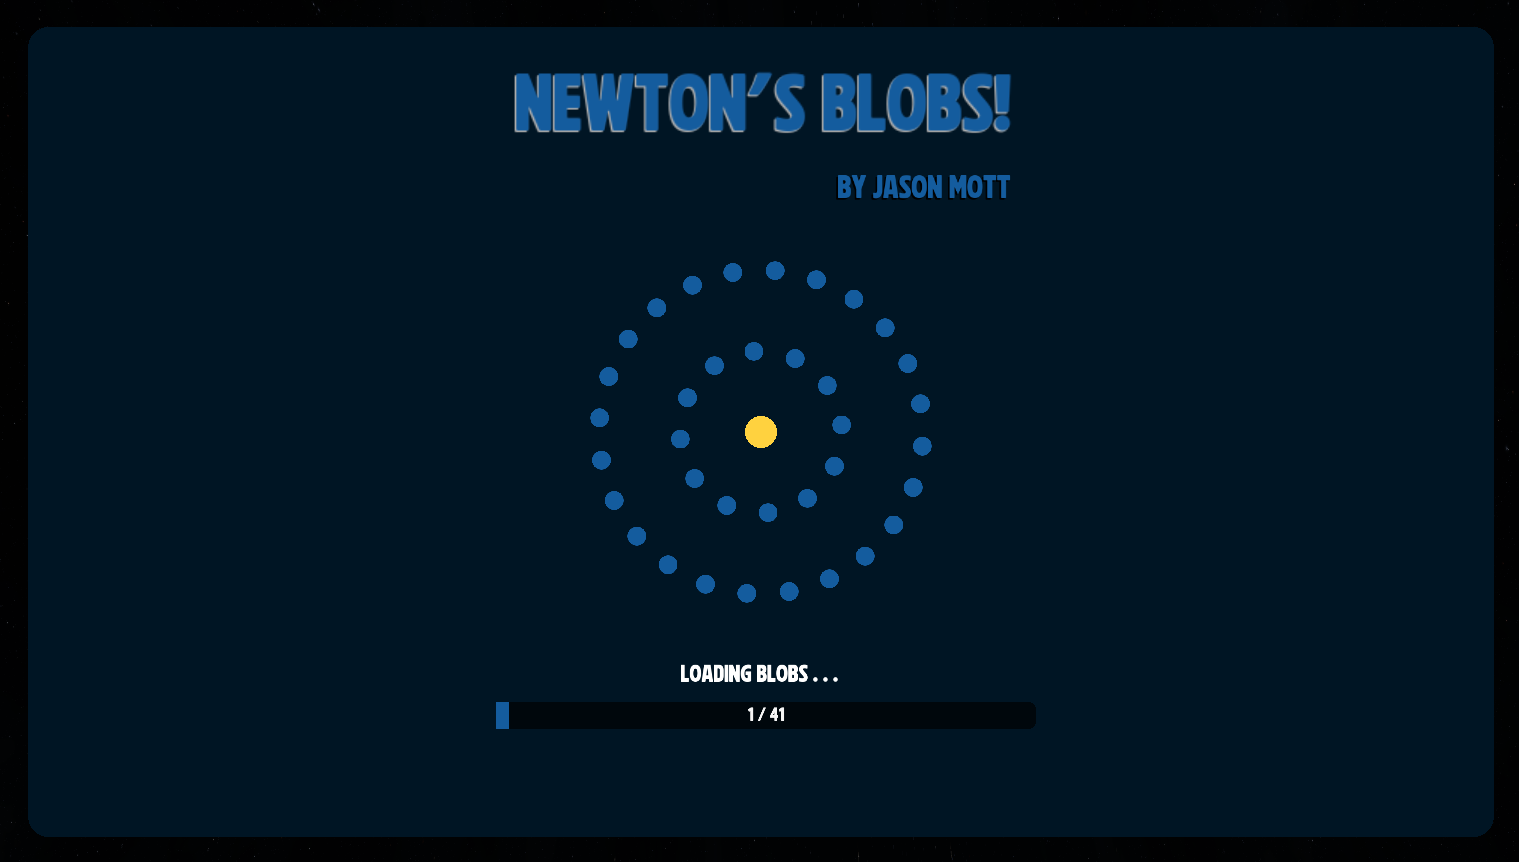 NEWTON'S BLOBS!
BY JASON MOTT
LOADING BLOBS . . .
1 / 41